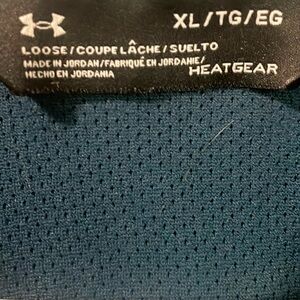 XL/TG/EG
LOOSE/COUPE LÂCHE/SUELTO
MADE IN JORDAN/FABRIQUÉ EN JORDANIE/
HECHO EN JORDANIA
HEATGEAR